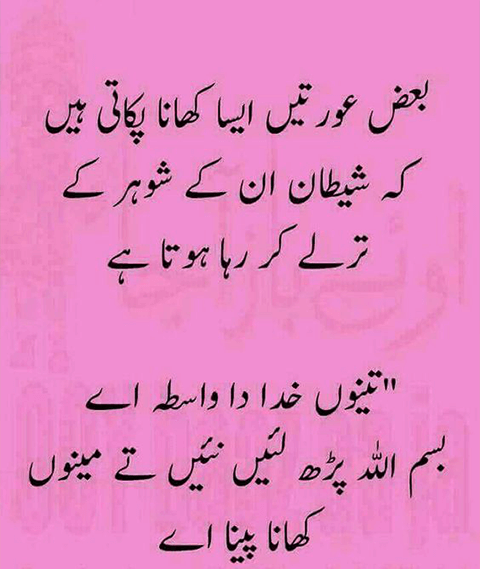 بعض عورتیں ایسا کھانا پکاتی ہیں
کہ شیطان ان کے شوہر کے
ترلے کر رہا ہوتا ہے
"تینوں خدا دا واسطہ اے
بسم اللہ پڑھ لئیں نئیں تے مینوں
کھانا پینا اے